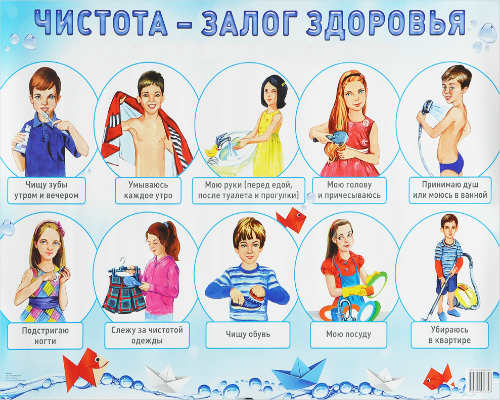 ЧИСТОТА – ЗАЛОГ ЗДОРОВЬЯ
Чищу зубы
утром и вечером
Умываюсь
каждое утро
Мою руки (перед едой,
после туалета и прогулки)
Мою голову
и причесываюсь
Принимаю душ
или моюсь в ванной
Подстригаю
ногти
Слежу за чистотой
одежды
Чищу обувь
Мою посуду
Убираюсь
в квартире